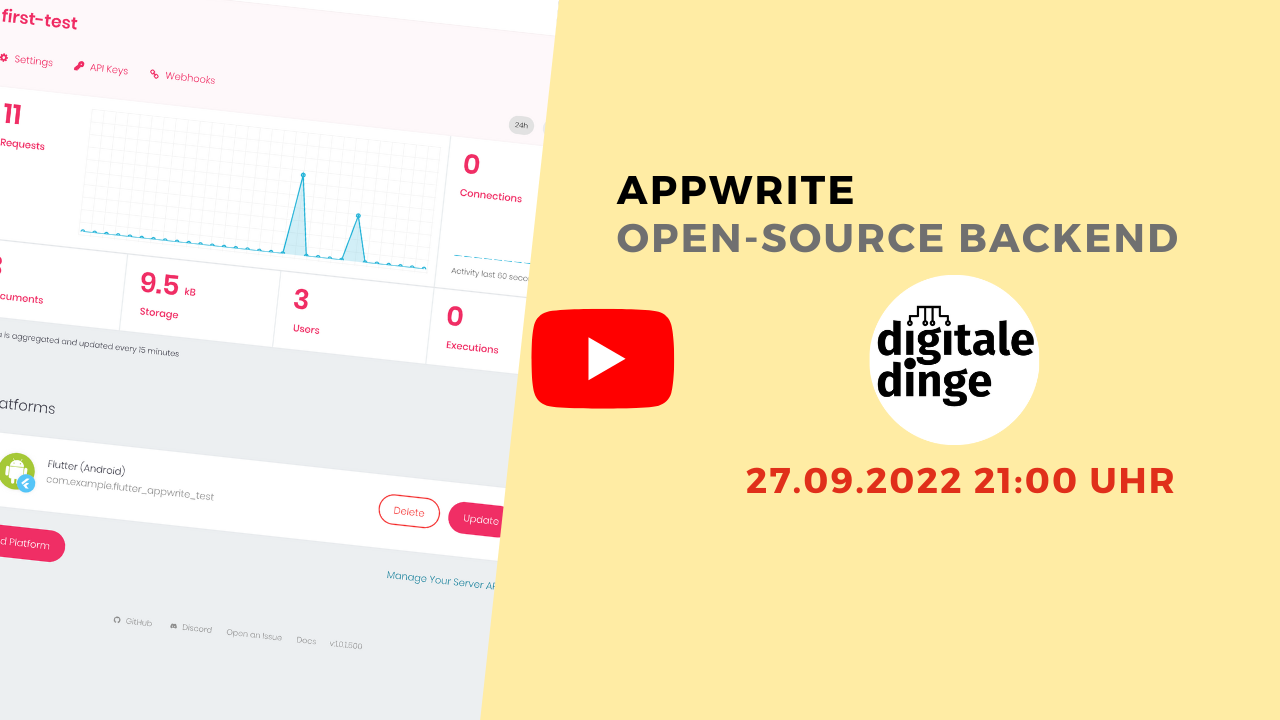 first-test
Settings
API Keys
Webhooks
24h
11
Requests
0
Connections
Activity last 60
9.5 kB
Storage
3
Users
0
Executions
is aggregated and updated every 15 minutes
Flutter (Android)
com.example.flutter_appwrite_test
Delete
Update
Platform
Manage Your Server
GitHub
Discord
Open an Issue
Docs
APPWRITE
OPEN-SOURCE BACKEND
digitale
dinge
27.09.2022 21:00 UHR